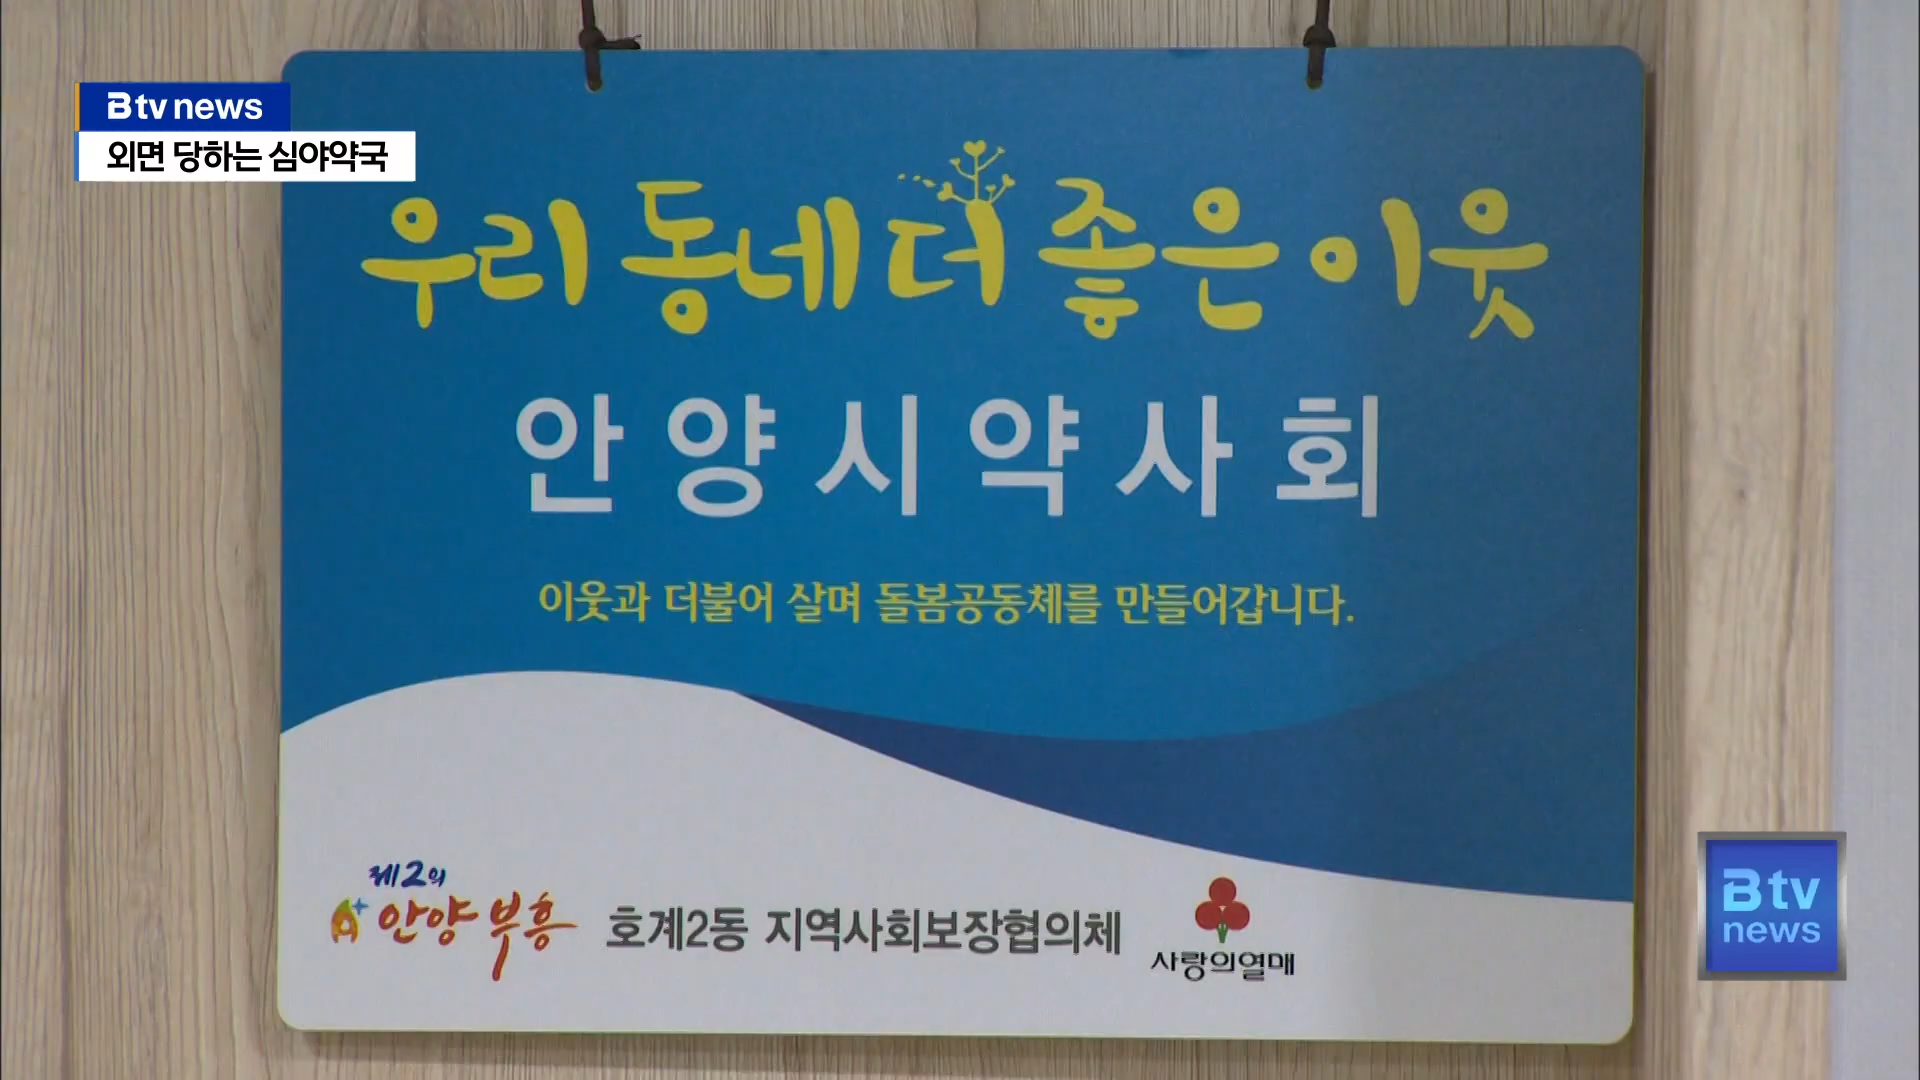 B tv news
외면 당하는 심야약국
우리 동네 더 좋은 이웃
안양시약사회
이웃과 더불어 살며 돌봄공동체를 만들어갑니다.
제2의
A+ 안양 부흥 호계2동 지역사회보장협의체
사랑의열매
B tv
news